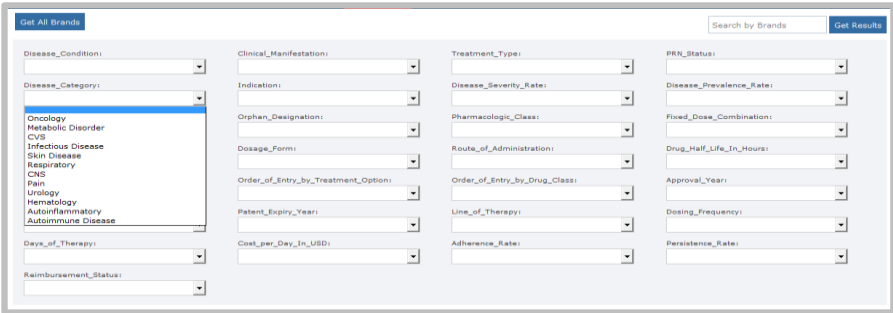 Get All Brands
Search by Brands
Get Results
Disease_Condition:
Clinical_Manifestation:
Treatment_Type:
PRN_Status:
Disease_Category:
Indication:
Disease_Severity_Rate:
Disease_Prevalence_Rate:
Oncology
Metabolic Disorder
CVS
Infectious Disease
Skin Disease
Respiratory
CNS
Pain
Urology
Hematology
Autoinflammatory
Autoimmune Disease
Orphan_Designation:
Pharmacologic_Class:
Fixed_Dose_Combination:
Dosage_Form:
Route_of_Administration:
Drug_Half_Life_In_Hours:
Order_of_Entry_by_Treatment_Option:
Order_of_Entry_by_Drug_Class:
Approval_Year:
Patent_Expiry_Year:
Line_of_Therapy:
Dosing_Frequency:
Days_of_Therapy:
Cost_per_Day_In_USD:
Adherence_Rate:
Persistence_Rate:
Reimbursement_Status: